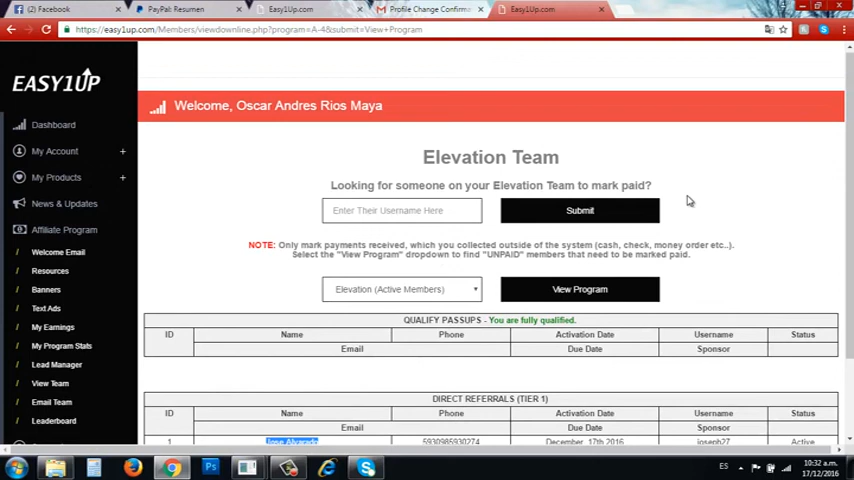 (2) Facebook
PayPal: Resumen
Easy1Up.com
Profile Change Confirma
Easy1Up.com
https://easy1up.com/Members/viewdownline.php?program=A-4&submit=View+Program
EASY1UP
Welcome, Oscar Andres Rios Maya
Dashboard
My Account +
My Products +
News & Updates
Affiliate Program
/ Welcome Email
/ Resources
/ Banners
/ Text Ads
/ My Earnings
/ My Program Stats
/ Lead Manager
/ View Team
/ Email Team
/ Leaderboard
Elevation Team
Looking for someone on your Elevation Team to mark paid?
Enter Their Username Here Submit
NOTE: Only mark payments received, which you collected outside of the system (cash, check, money order etc..).
Select the "View Program" dropdown to find "UNPAID" members that need to be marked paid.
Elevation (Active Members) View Program
QUALIFY PASSUPS - You are fully qualified.
ID Name Phone Activation Date Username Status
Email Due Date Sponsor
DIRECT REFERRALS (TIER 1)
ID Name Phone Activation Date Username Status
Email Due Date Sponsor
1 Jose Alvarado 5930985930274 December, 17th 2016 joseph27 Active
Ps
ES
10:32 a.m.
17/12/2016